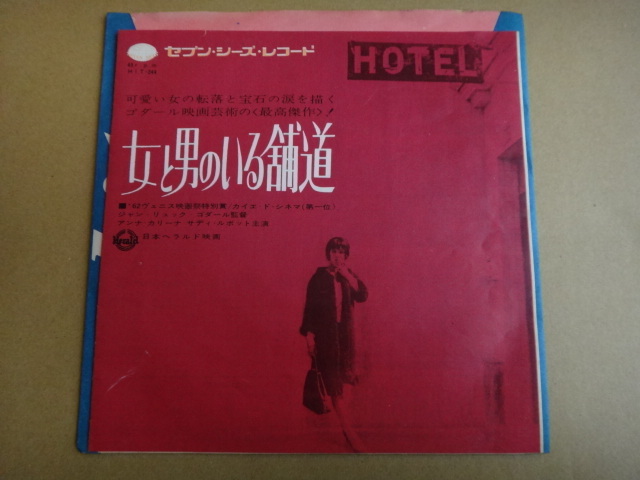 セブン・シーズ・レコード
HOTEL
可愛い女の転落と宝石の涙を描く
ゴダール映画芸術の〈最高傑作〉!
女と男のいる舗道
■'62ヴェニス映画祭特別賞/カイエ・ド・シネマ(第一位)
ジャン・リュック・ゴダール監督
アンナ・カリーナ サディ・ルボット主演
日本ヘラルド映画